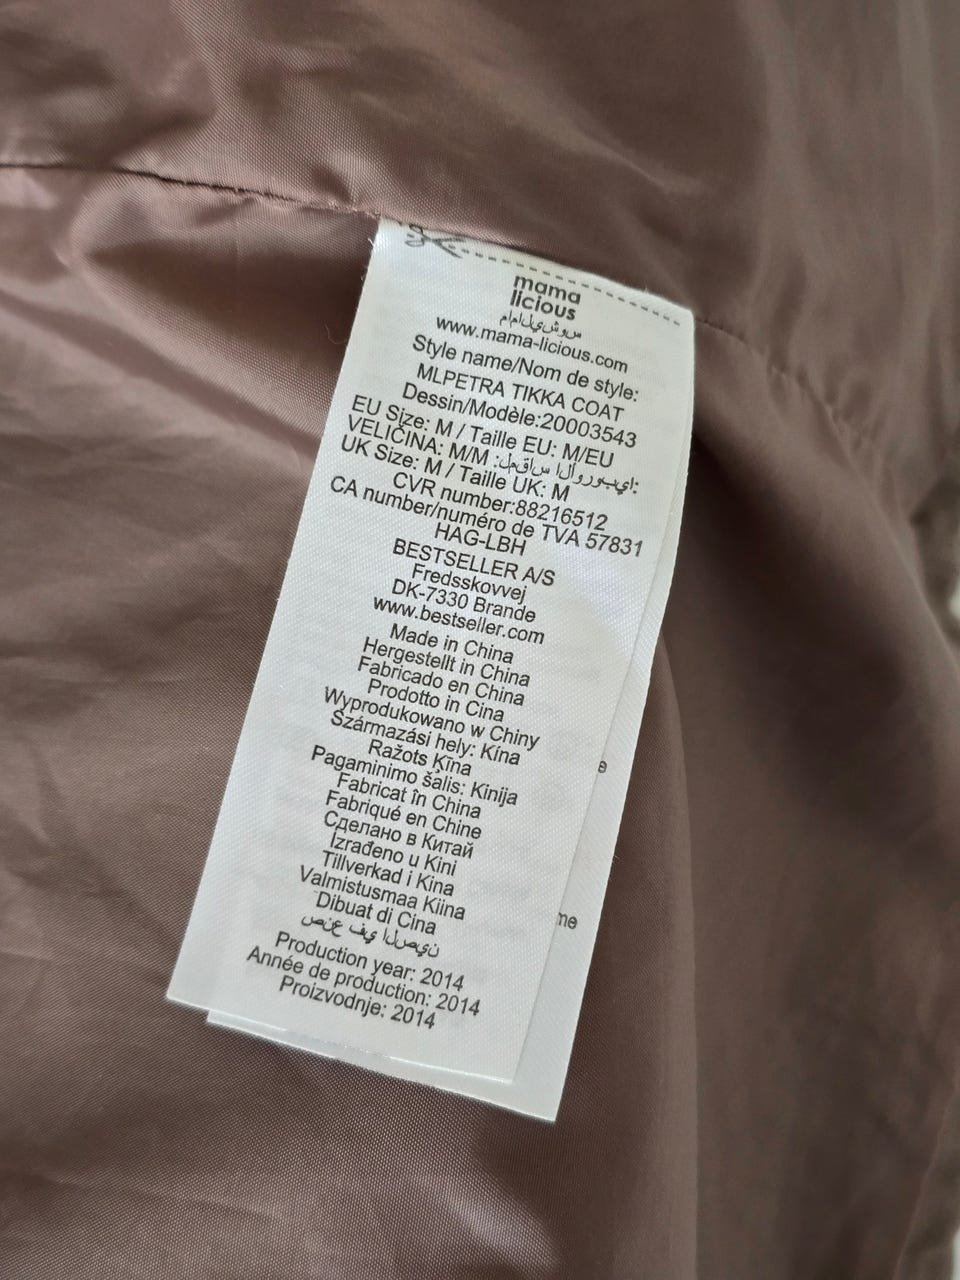 mama
licious
ماماليشوس
www.mama-licious.com
Style name/Nom de style:
MLPETRA TIKKA COAT
Dessin/Modèle:20003543
EU Size: M / Taille EU: M/EU
VELIČINA: M/M :لمقاس الأوروبيا:
UK Size: M / Taille UK: M
CVR number:88216512
CA number/numéro de TVA 57831
HAG-LBH
BESTSELLER A/S
Fredsskovvej
DK-7330 Brande
www.bestseller.com
Made in China
Hergestellt in China
Fabricado en China
Prodotto in Cina
Wyprodukowano w Chiny
Származási hely: Kína
Ražots Ķīna
Pagaminimo šalis: Kinija
Fabricat în China
Fabriqué en Chine
Сделано в Китай
Izrađeno u Kini
Tillverkad i Kina
Valmistusmaa Kiina
Dibuat di Cina
صنع في الصين
Production year: 2014
Année de production: 2014
Proizvodnje: 2014